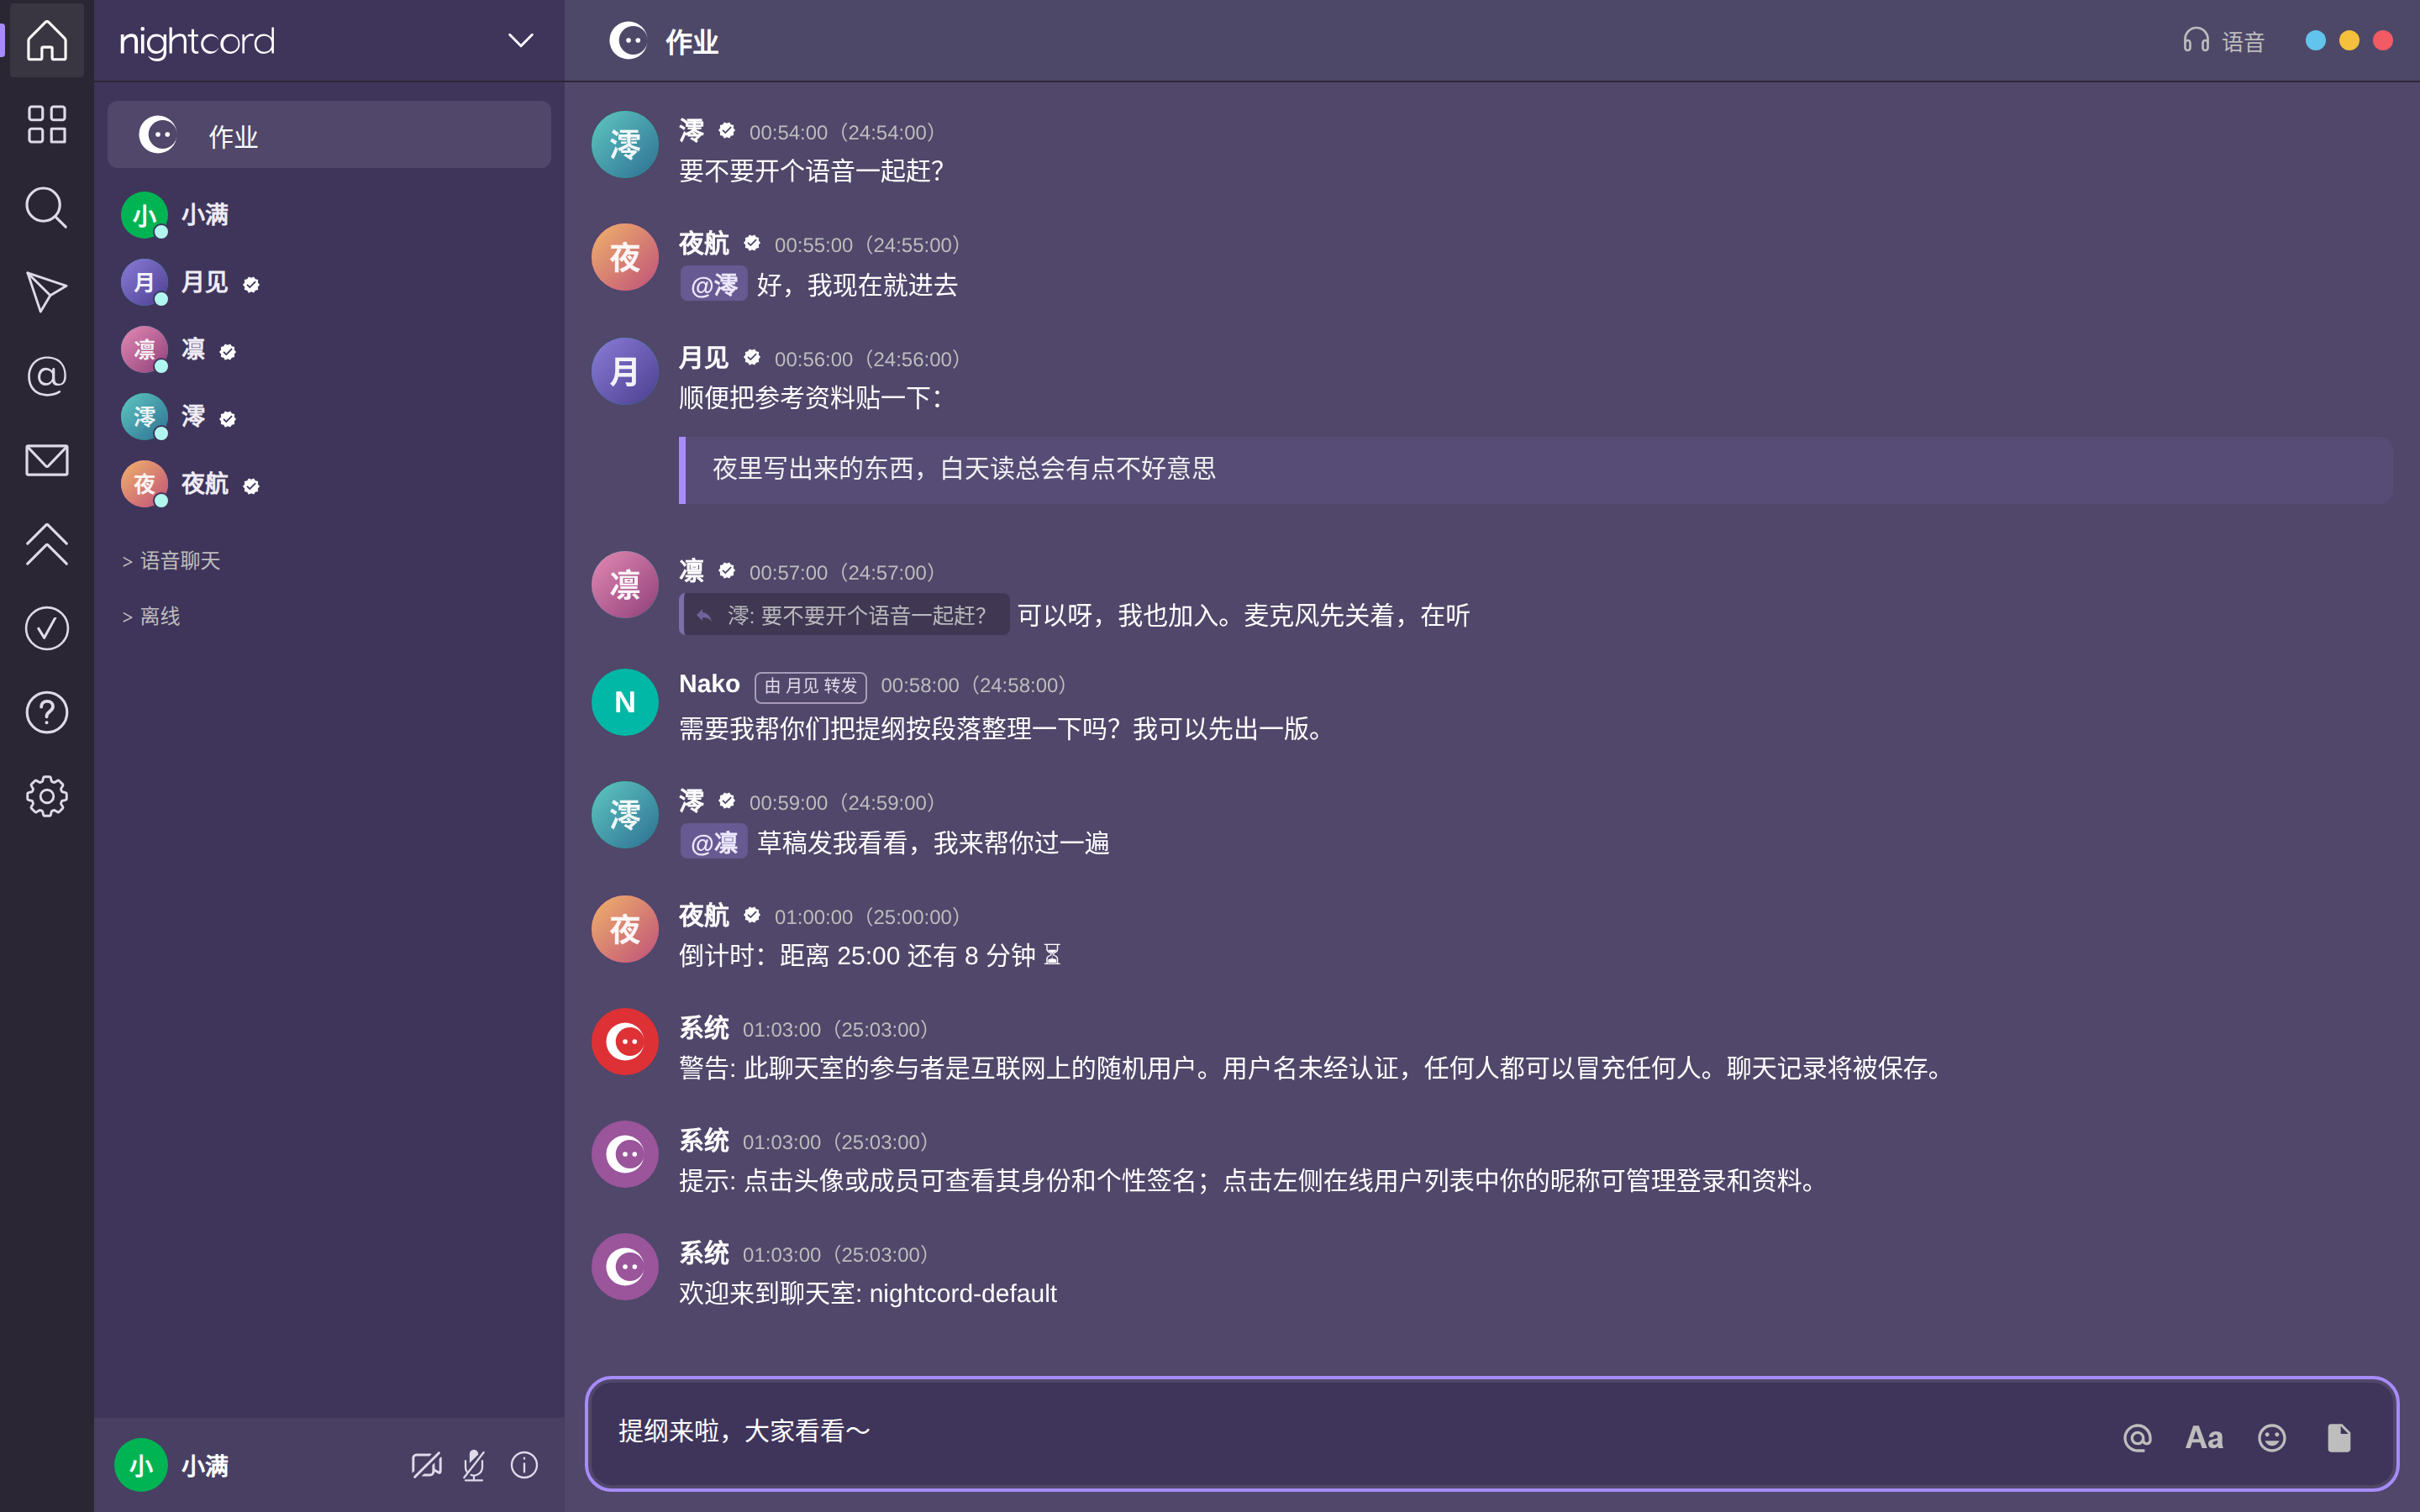 nightcord
作业
小 小满
月 月见
凛 凛
澪 澪
夜 夜航
> 语音聊天
> 离线
小 小满
作业
语音
澪
澪 00:54:00（24:54:00）
要不要开个语音一起赶？
夜
夜航 00:55:00（24:55:00）
@澪 好，我现在就进去
月
月见 00:56:00（24:56:00）
顺便把参考资料贴一下：
夜里写出来的东西，白天读总会有点不好意思
凛
凛 00:57:00（24:57:00）
澪: 要不要开个语音一起赶？ 可以呀，我也加入。麦克风先关着，在听
N
Nako 由 月见 转发 00:58:00（24:58:00）
需要我帮你们把提纲按段落整理一下吗？我可以先出一版。
澪
澪 00:59:00（24:59:00）
@凛 草稿发我看看，我来帮你过一遍
夜
夜航 01:00:00（25:00:00）
倒计时：距离 25:00 还有 8 分钟 ⏳
系统 01:03:00（25:03:00）
警告: 此聊天室的参与者是互联网上的随机用户。用户名未经认证，任何人都可以冒充任何人。聊天记录将被保存。
系统 01:03:00（25:03:00）
提示: 点击头像或成员可查看其身份和个性签名；点击左侧在线用户列表中你的昵称可管理登录和资料。
系统 01:03:00（25:03:00）
欢迎来到聊天室: nightcord-default
提纲来啦，大家看看～
Aa